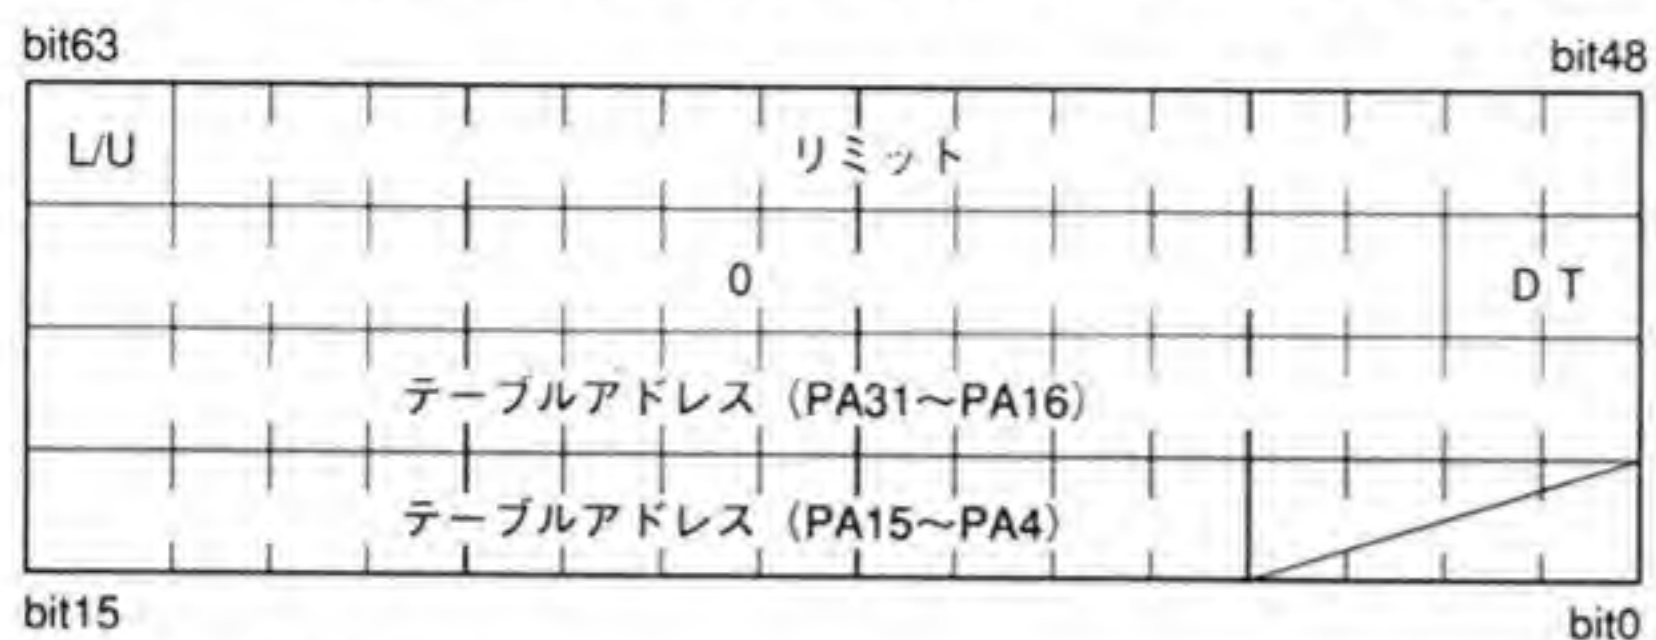 bit63 bit48
L/U リミット
0 D T
テーブルアドレス（PA31〜PA16）
テーブルアドレス（PA15〜PA4）
bit15 bit0